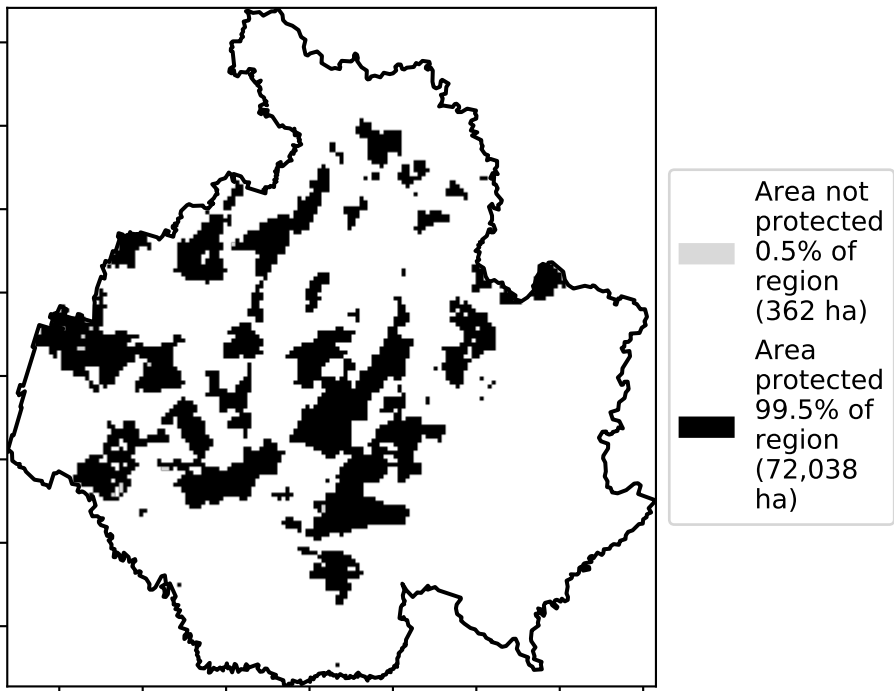 Area not
protected
0.5% of
region
(362 ha)
Area
protected
99.5% of
region
(72,038
ha)